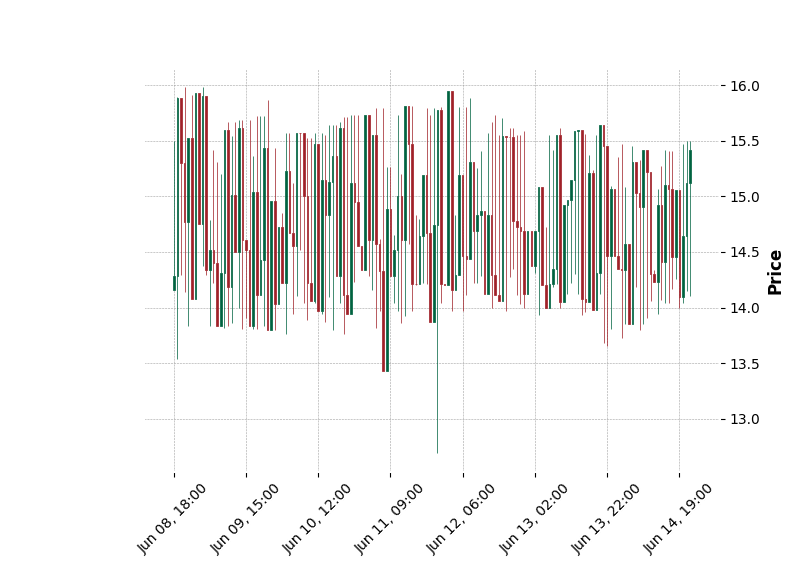 16.0
15.5
15.0
14.5
14.0
13.5
13.0
Price
Jun 08, 18:00
Jun 09, 15:00
Jun 10, 12:00
Jun 11, 09:00
Jun 12, 06:00
Jun 13, 02:00
Jun 13, 22:00
Jun 14, 19:00